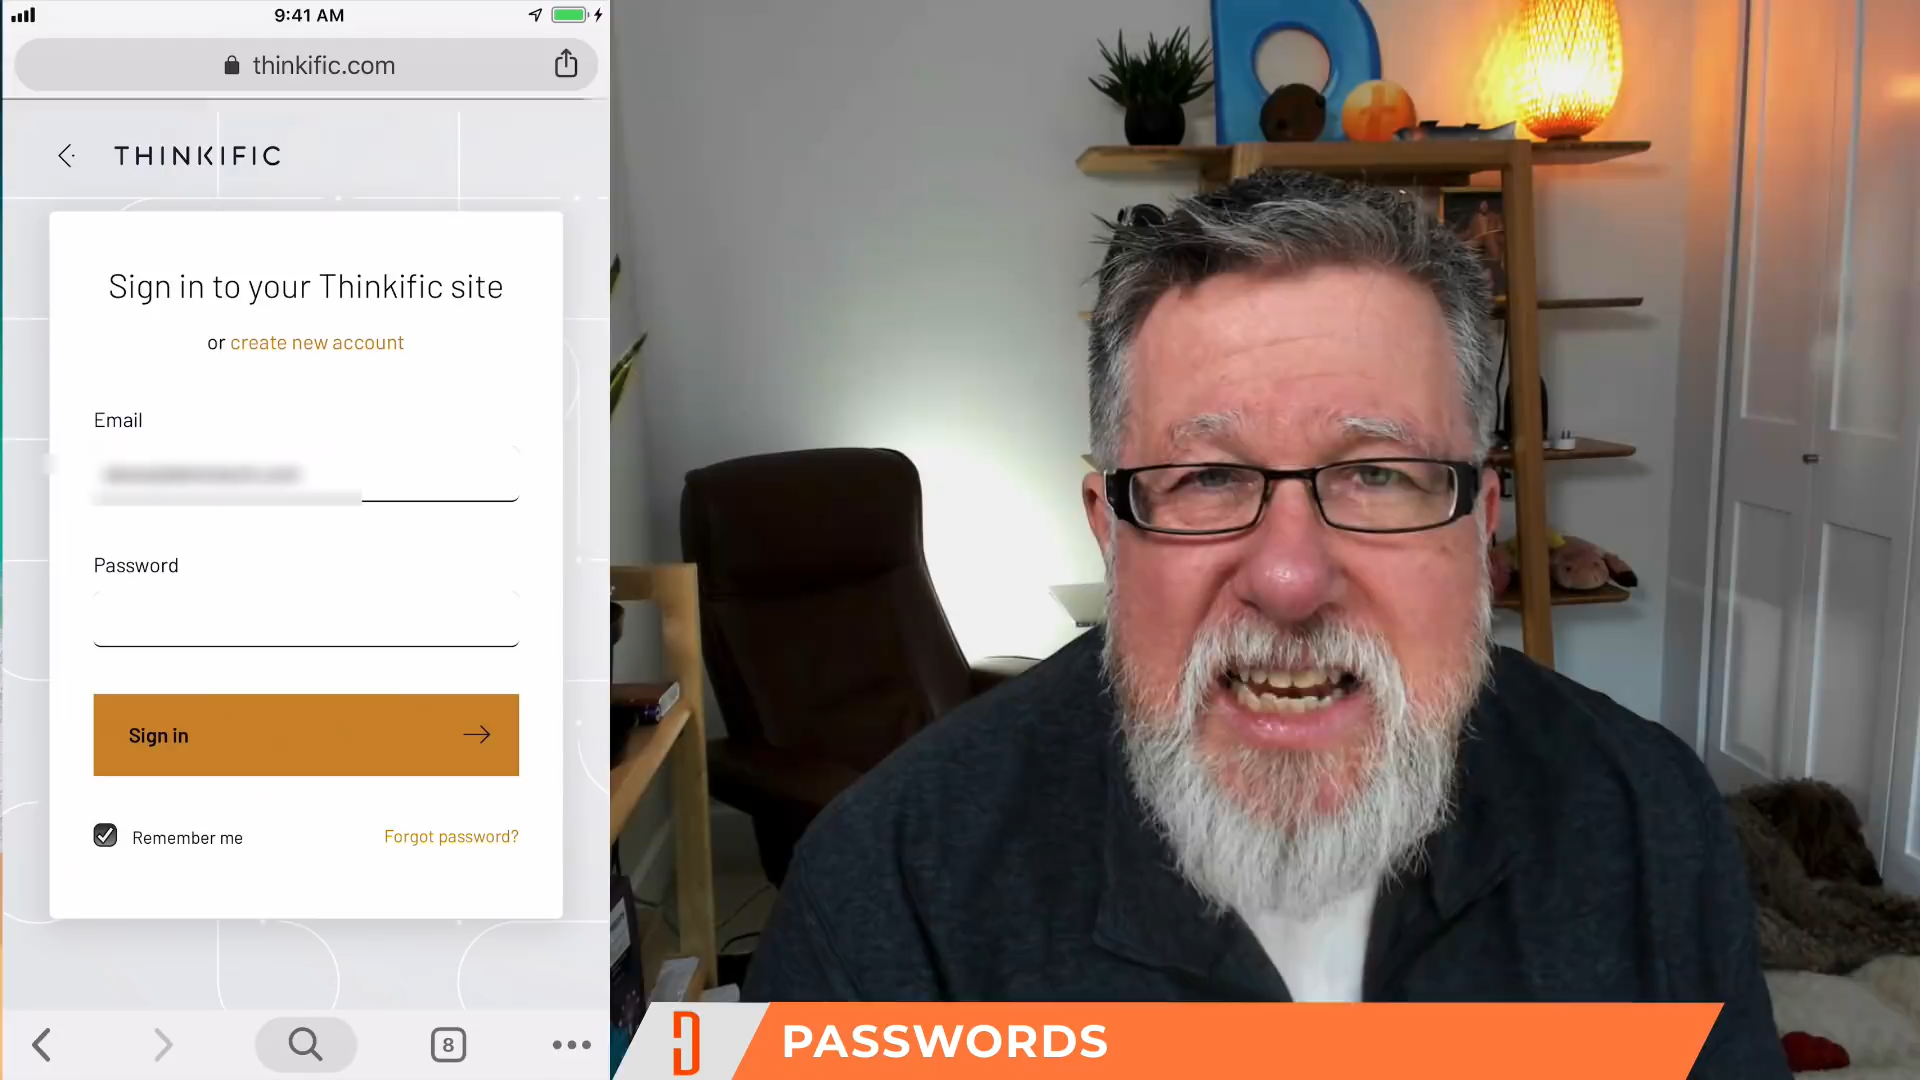 9:41 AM
thinkific.com
THINKIFIC
Sign in to your Thinkific site
or create new account
Email
Password
Sign in
Remember me
Forgot password?
8
PASSWORDS